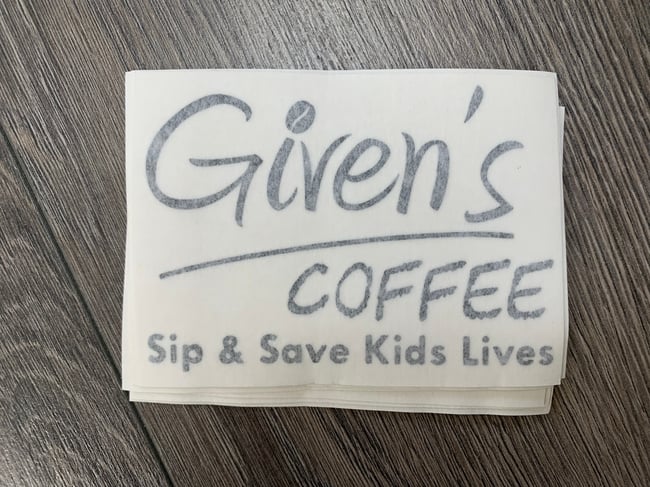 Given's
COFFEE
Sip & Save Kids Lives